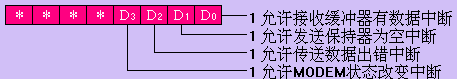 * * * * D3 D2 D1 D0
1 允许接收缓冲器有数据中断
1 允许发送保持器为空中断
1 允许传送数据出错中断
1 允许MODEM状态改变中断